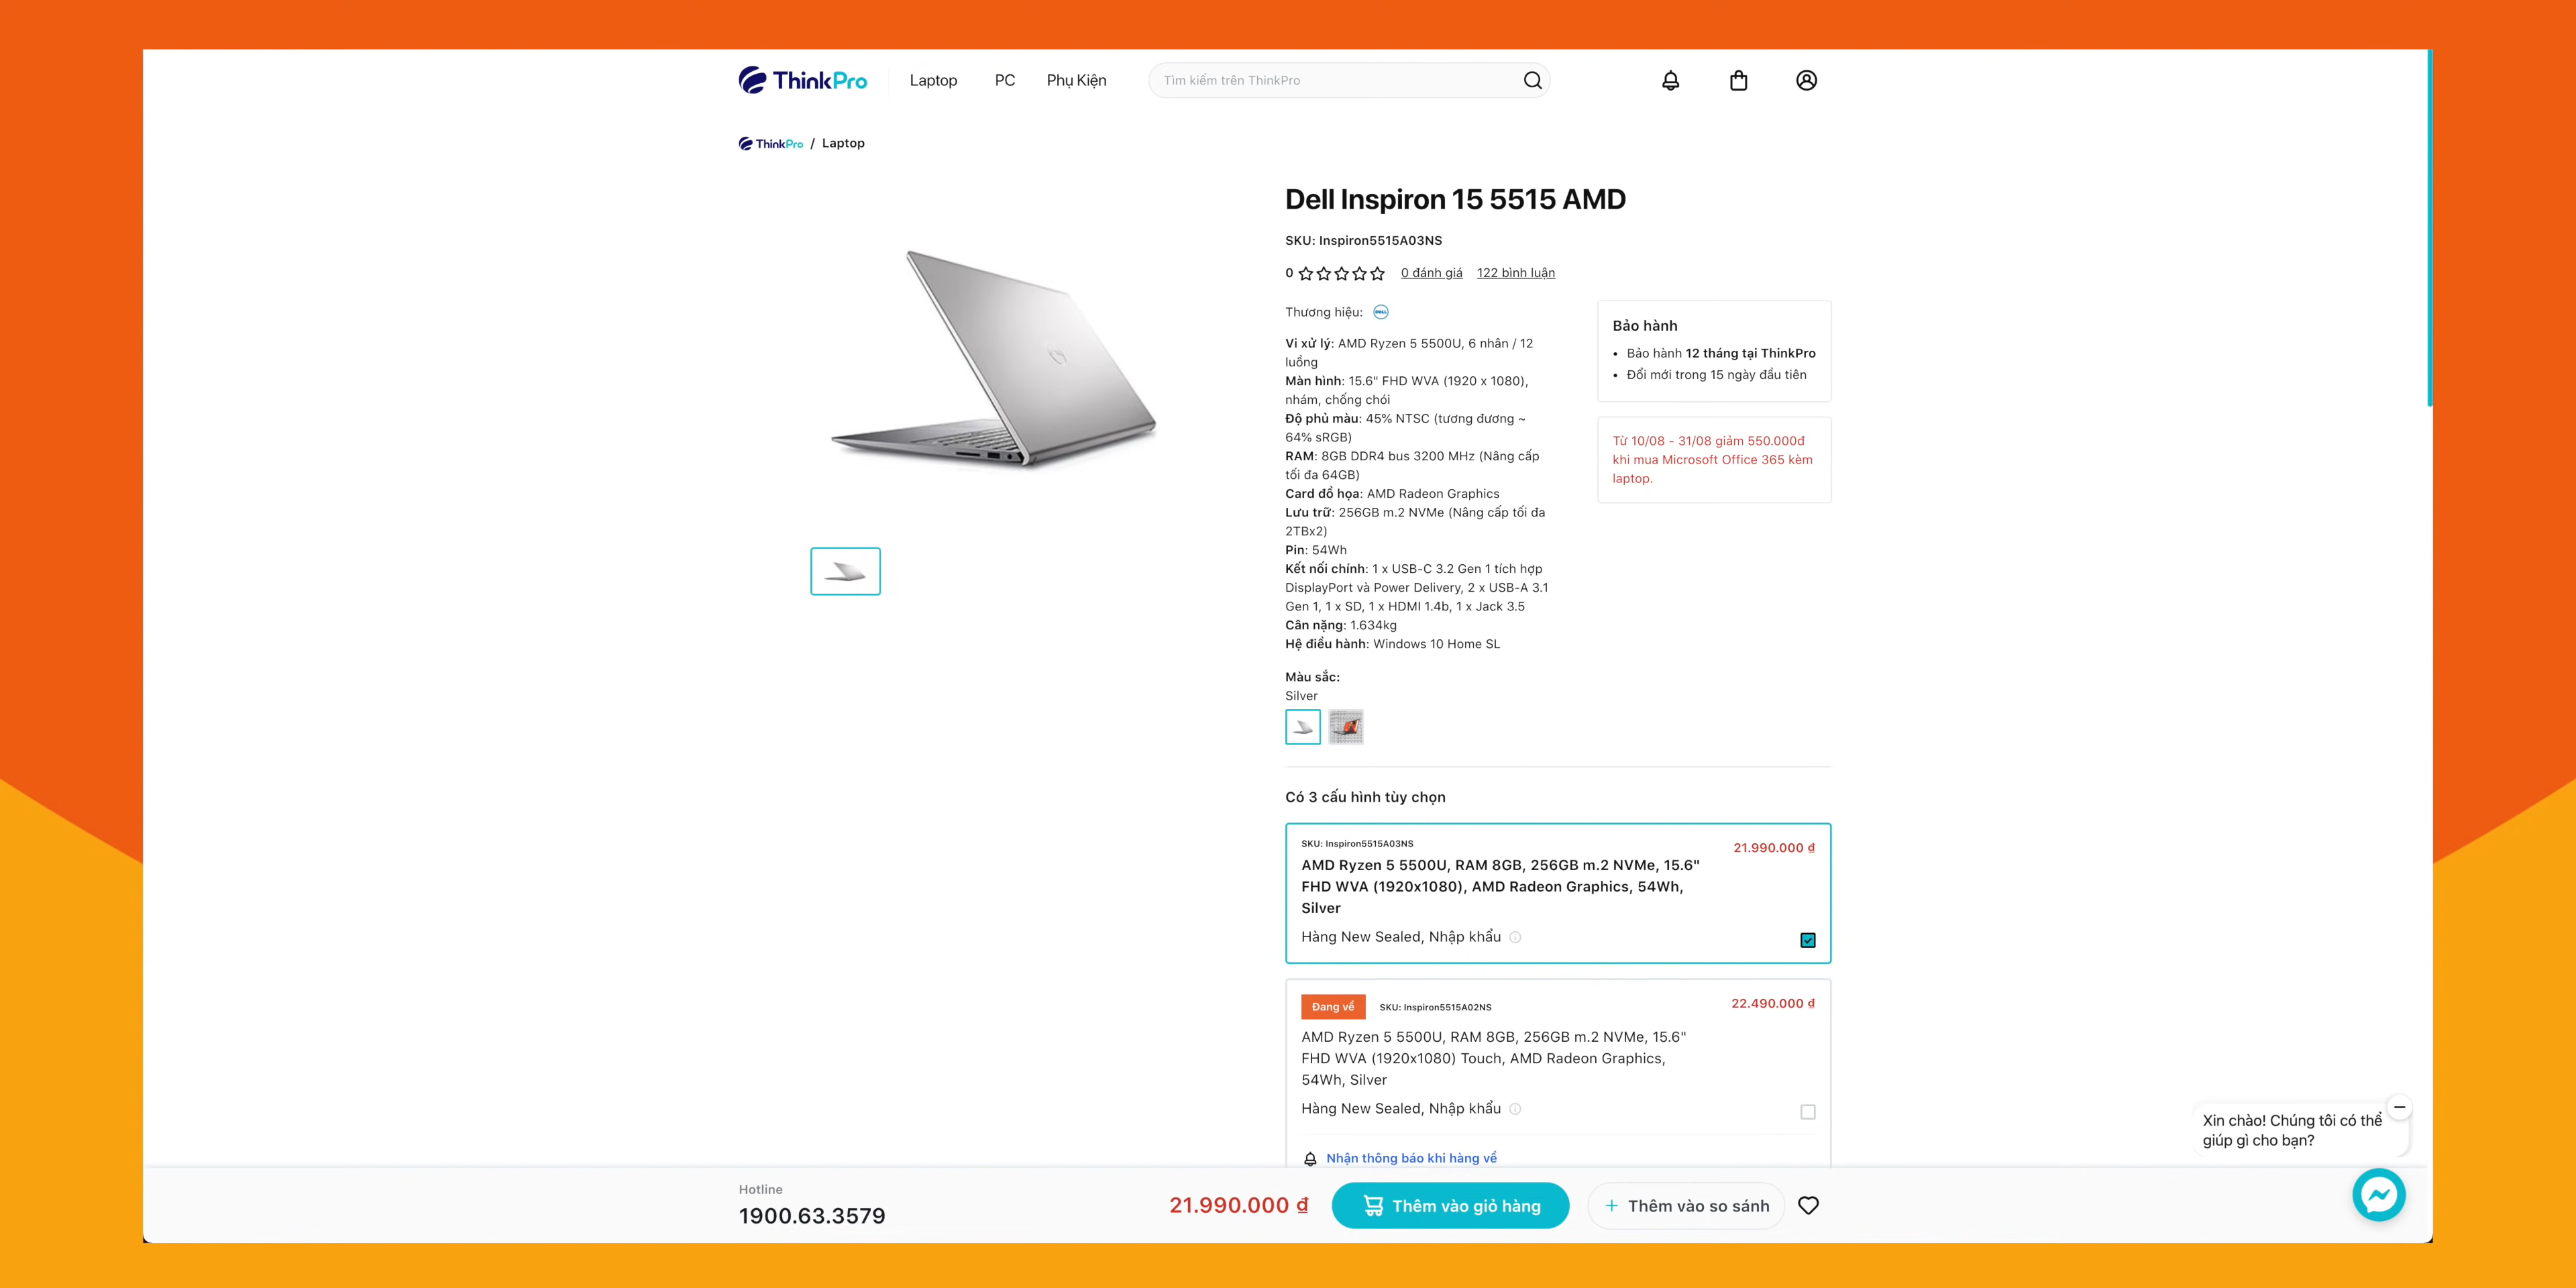 ThinkPro
Laptop
PC
Phụ Kiện
Tìm kiếm trên ThinkPro
ThinkPro / Laptop
Dell Inspiron 15 5515 AMD
SKU: Inspiron5515A03NS
0
0 đánh giá
122 bình luận
Thương hiệu:
DELL
Vi xử lý: AMD Ryzen 5 5500U, 6 nhân / 12
luồng
Màn hình: 15.6" FHD WVA (1920 x 1080),
nhám, chống chói
Độ phủ màu: 45% NTSC (tương đương ~
64% sRGB)
RAM: 8GB DDR4 bus 3200 MHz (Nâng cấp
tối đa 64GB)
Card đồ họa: AMD Radeon Graphics
Lưu trữ: 256GB m.2 NVMe (Nâng cấp tối đa
2TBx2)
Pin: 54Wh
Kết nối chính: 1 x USB-C 3.2 Gen 1 tích hợp
DisplayPort và Power Delivery, 2 x USB-A 3.1
Gen 1, 1 x SD, 1 x HDMI 1.4b, 1 x Jack 3.5
Cân nặng: 1.634kg
Hệ điều hành: Windows 10 Home SL
Bảo hành
• Bảo hành 12 tháng tại ThinkPro
• Đổi mới trong 15 ngày đầu tiên
Từ 10/08 - 31/08 giảm 550.000đ
khi mua Microsoft Office 365 kèm
laptop.
Màu sắc:
Silver
Có 3 cấu hình tùy chọn
SKU: Inspiron5515A03NS
21.990.000 ₫
AMD Ryzen 5 5500U, RAM 8GB, 256GB m.2 NVMe, 15.6"
FHD WVA (1920x1080), AMD Radeon Graphics, 54Wh,
Silver
Hàng New Sealed, Nhập khẩu
Đang về
SKU: Inspiron5515A02NS
22.490.000 ₫
AMD Ryzen 5 5500U, RAM 8GB, 256GB m.2 NVMe, 15.6"
FHD WVA (1920x1080) Touch, AMD Radeon Graphics,
54Wh, Silver
Hàng New Sealed, Nhập khẩu
Nhận thông báo khi hàng về
Xin chào! Chúng tôi có thể
giúp gì cho bạn?
Hotline
1900.63.3579
21.990.000 ₫
Thêm vào giỏ hàng
+ Thêm vào so sánh